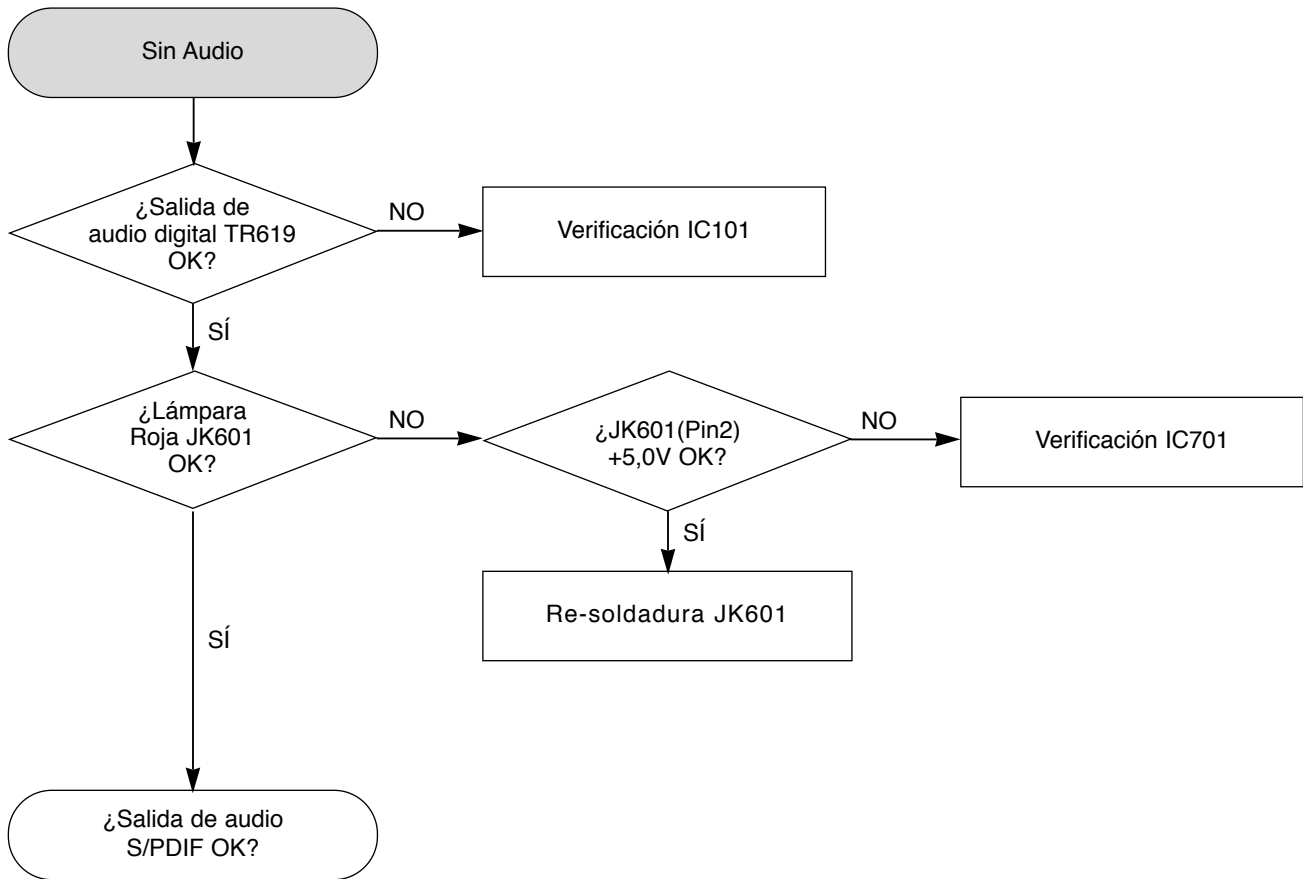 Sin Audio
¿Salida de
audio digital TR619
OK?
NO
Verificación IC101
SÍ
¿Lámpara
Roja JK601
OK?
NO
¿JK601(Pin2)
+5,0V OK?
NO
Verificación IC701
SÍ
Re-soldadura JK601
SÍ
¿Salida de audio
S/PDIF OK?